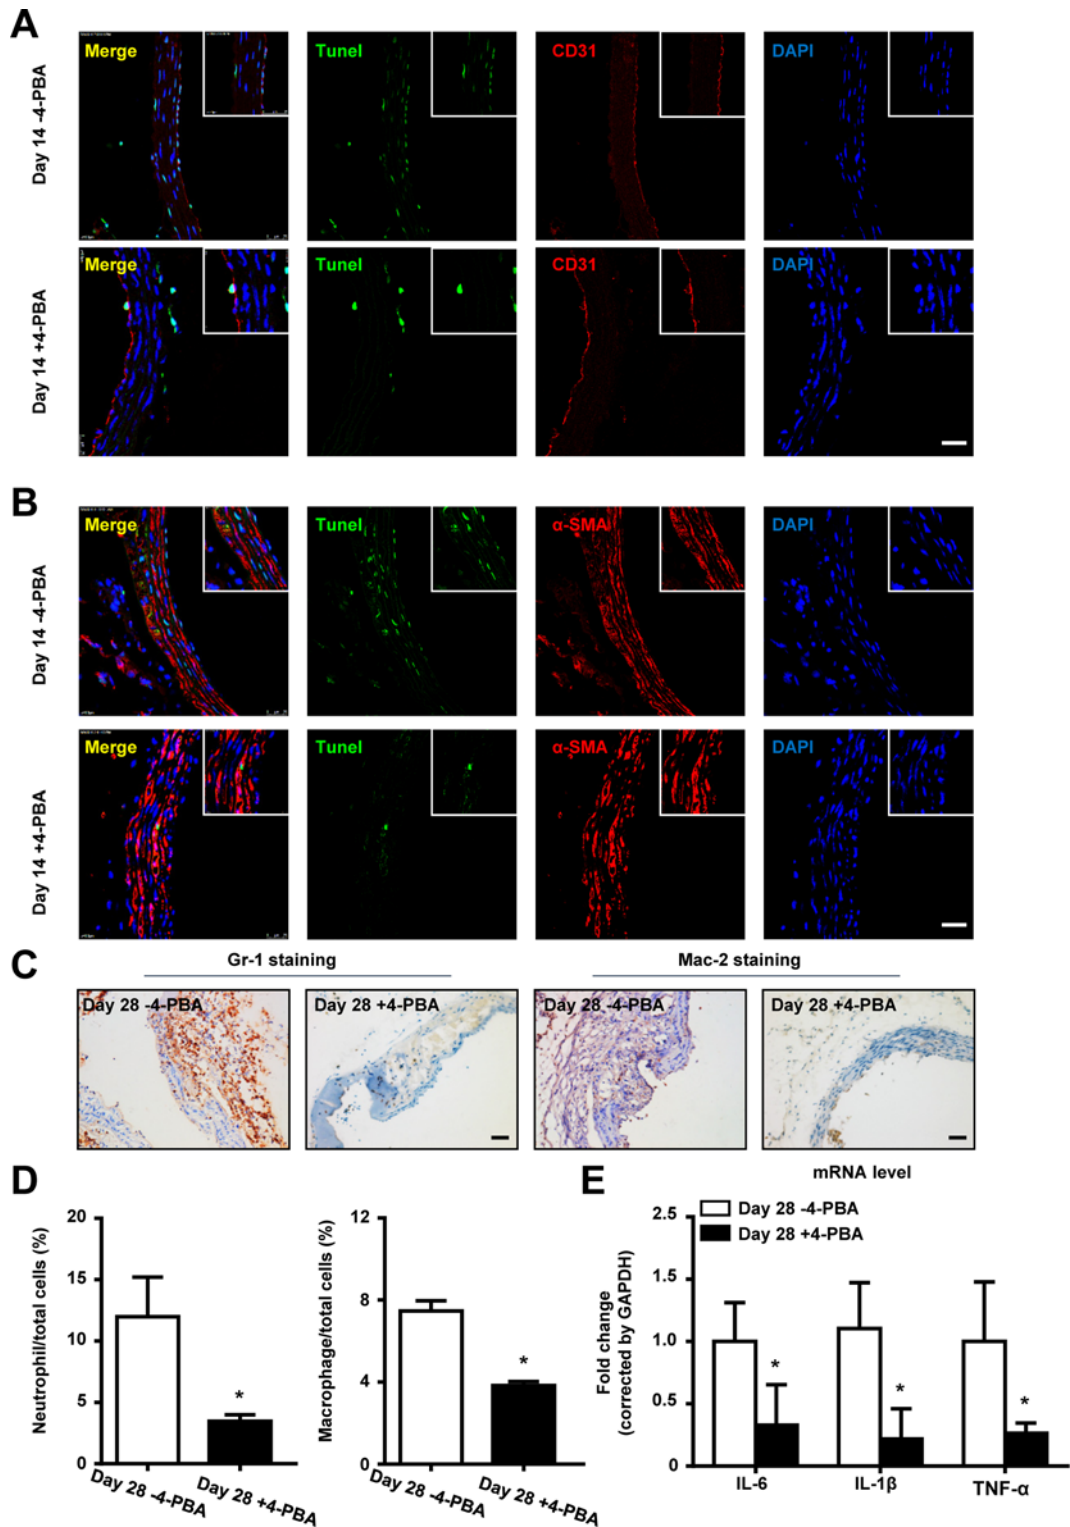 A
Day 14 -4-PBA
Merge
Tunel
CD31
DAPI
Day 14 +4-PBA
Merge
Tunel
CD31
DAPI
B
Day 14 -4-PBA
Merge
Tunel
α-SMA
DAPI
Day 14 +4-PBA
Merge
Tunel
α-SMA
DAPI
C
Gr-1 staining
Mac-2 staining
Day 28 -4-PBA
Day 28 +4-PBA
Day 28 -4-PBA
Day 28 +4-PBA
D
Neutrophil/total cells (%)
20
15
10
5
0
*
Day 28 -4-PBA
Day 28 +4-PBA
Macrophage/total cells (%)
12
8
4
0
*
Day 28 -4-PBA
Day 28 +4-PBA
E
mRNA level
Day 28 -4-PBA
Day 28 +4-PBA
Fold change
(corrected by GAPDH)
2.5
1.5
1.0
0.5
0
*
*
*
IL-6
IL-1β
TNF-α